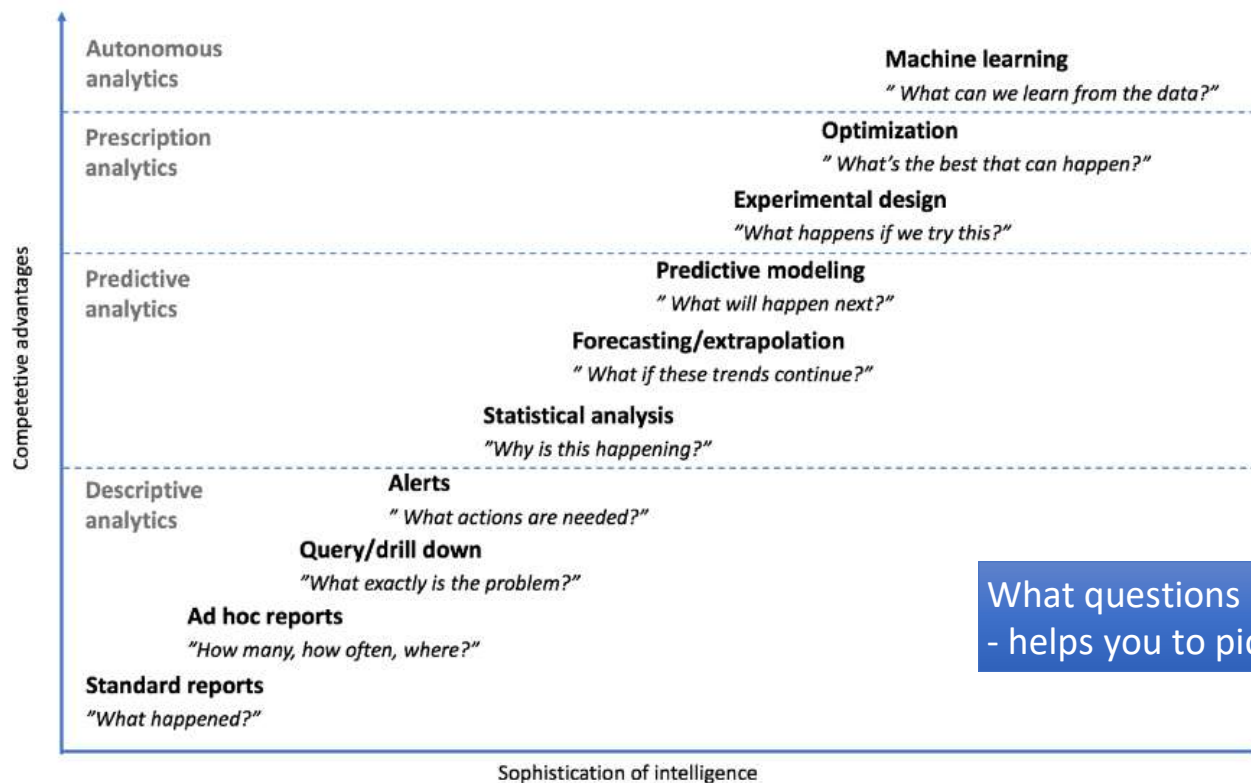 Autonomous
analytics
Machine learning
” What can we learn from the data?”
Prescription
analytics
Optimization
” What’s the best that can happen?”
Experimental design
”What happens if we try this?”
Predictive
analytics
Predictive modeling
” What will happen next?”
Forecasting/extrapolation
” What if these trends continue?”
Statistical analysis
”Why is this happening?”
Descriptive
analytics
Alerts
” What actions are needed?”
Query/drill down
”What exactly is the problem?”
Ad hoc reports
”How many, how often, where?”
Standard reports
”What happened?”
Competetive advantages
Sophistication of intelligence
What questions
- helps you to